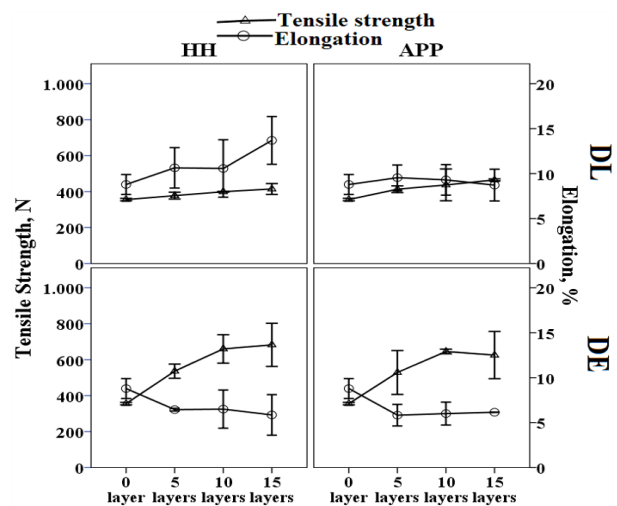 Tensile strength
Elongation
HH
APP
Tensile Strength, N
1.000
800
600
400
200
0
1.000
800
600
400
200
0
20
15
10
5
0
20
15
10
5
0
Elongation, %
DL
DE
0 5 10 15 0 5 10 15
layer layers layers layers layer layers layers layers